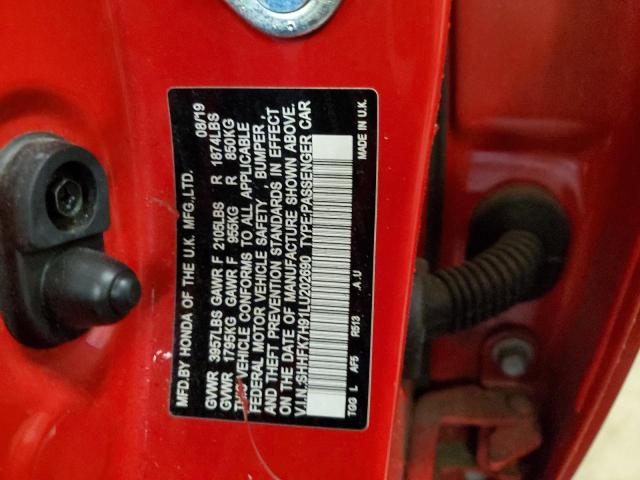 MFD.BY HONDA OF THE U.K. MFG.,LTD. 08/19
GVWR 3957LBS GAWR F 2105LBS R 1874LBS
GVWR 1795KG GAWR F 955KG R 850KG
THIS VEHICLE CONFORMS TO ALL APPLICABLE
FEDERAL MOTOR VEHICLE SAFETY , BUMPER ,
AND THEFT PREVENTION STANDARDS IN EFFECT
ON THE DATE OF MANUFACTURE SHOWN ABOVE.
V.I.N.:SHHFK7H91LU202690 TYPE:PASSENGER CAR
TGG L AF5 R513 .A .U MADE IN U.K.